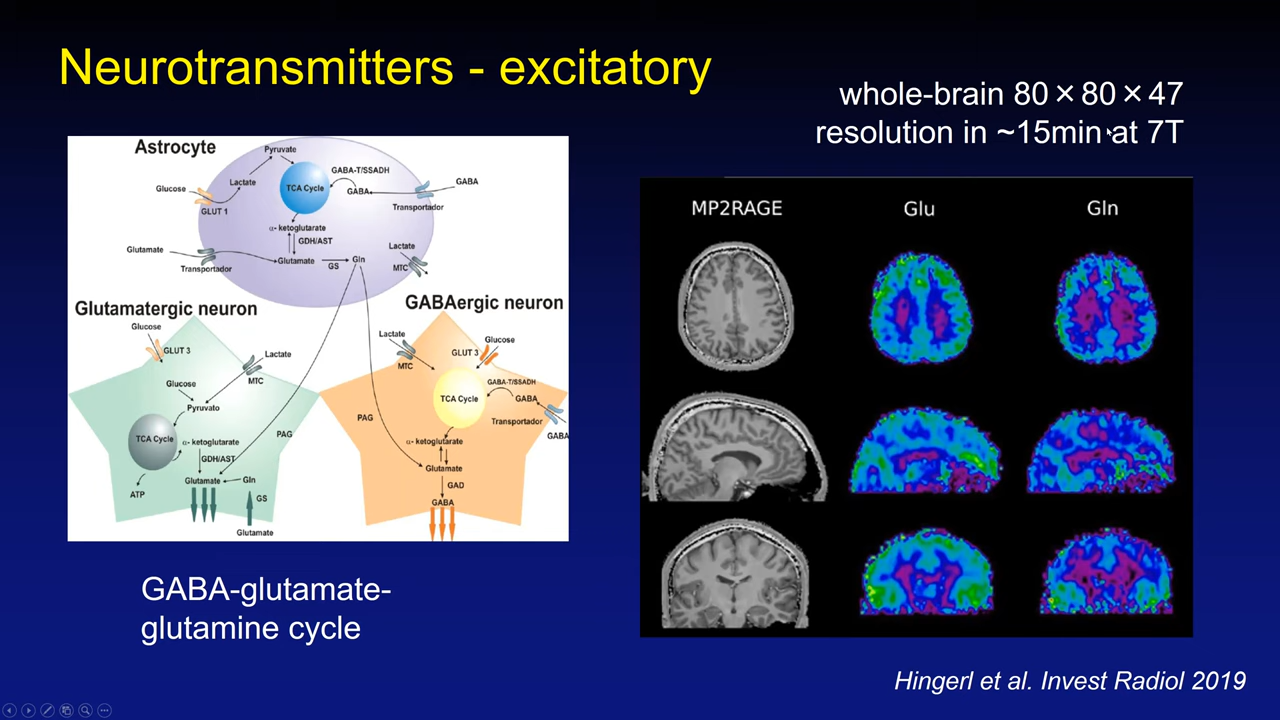 Neurotransmitters - excitatory
whole-brain 80 × 80 × 47
resolution in ~15min at 7T
Astrocyte
Pyruvate
GABA-T/SSADH
Glucose
Lactate
TCA Cycle
GABA
GABA
GLUT 1
Transportador
α- ketoglutarate
GDH/AST
Glutamate
Lactate
Transportador
Glutamate
GS
Gln
MTC
Glutamatergic neuron
GABAergic neuron
Glucose
GLUT 3
Lactate
MTC
Glucose
Pyruvato
TCA Cycle
α- ketoglutarate
GDH/AST
PAG
Glutamate
Gln
ATP
GS
Glutamate
Lactate
MTC
GLUT 3
Glucose
GABA-T/SSADH
TCA Cycle
GABA
Transportador
GABA
PAG
α- ketoglutarate
Glutamate
GAD
GABA
MP2RAGE
Glu
Gln
GABA-glutamate-
glutamine cycle
Hingerl et al. Invest Radiol 2019